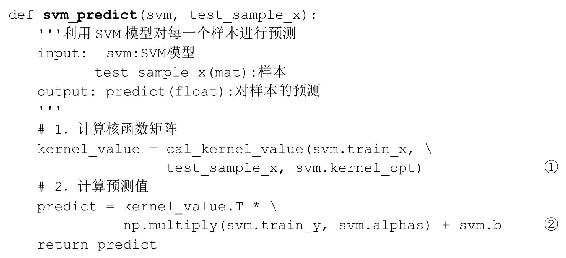 def svm_predict(svm, test_sample_x):
'''利用SVM模型对每一个样本进行预测
input: svm:SVM模型
test_sample_x(mat):样本
output: predict(float):对样本的预测
'''
# 1. 计算核函数矩阵
kernel_value = cal_kernel_value(svm.train_x, \
test_sample_x, svm.kernel_opt) ①
# 2. 计算预测值
predict = kernel_value.T * \
np.multiply(svm.train_y, svm.alphas) + svm.b ②
return predict